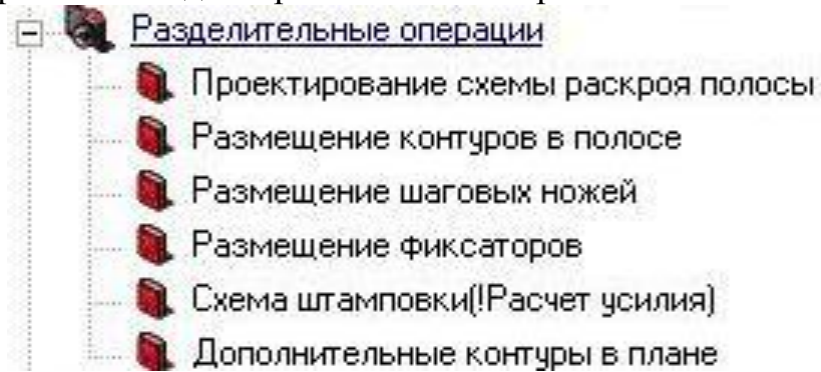 Разделительные операции
Проектирование схемы раскроя полосы
Размещение контуров в полосе
Размещение шаговых ножей
Размещение фиксаторов
Схема штамповки(!Расчет усилия)
Дополнительные контуры в плане